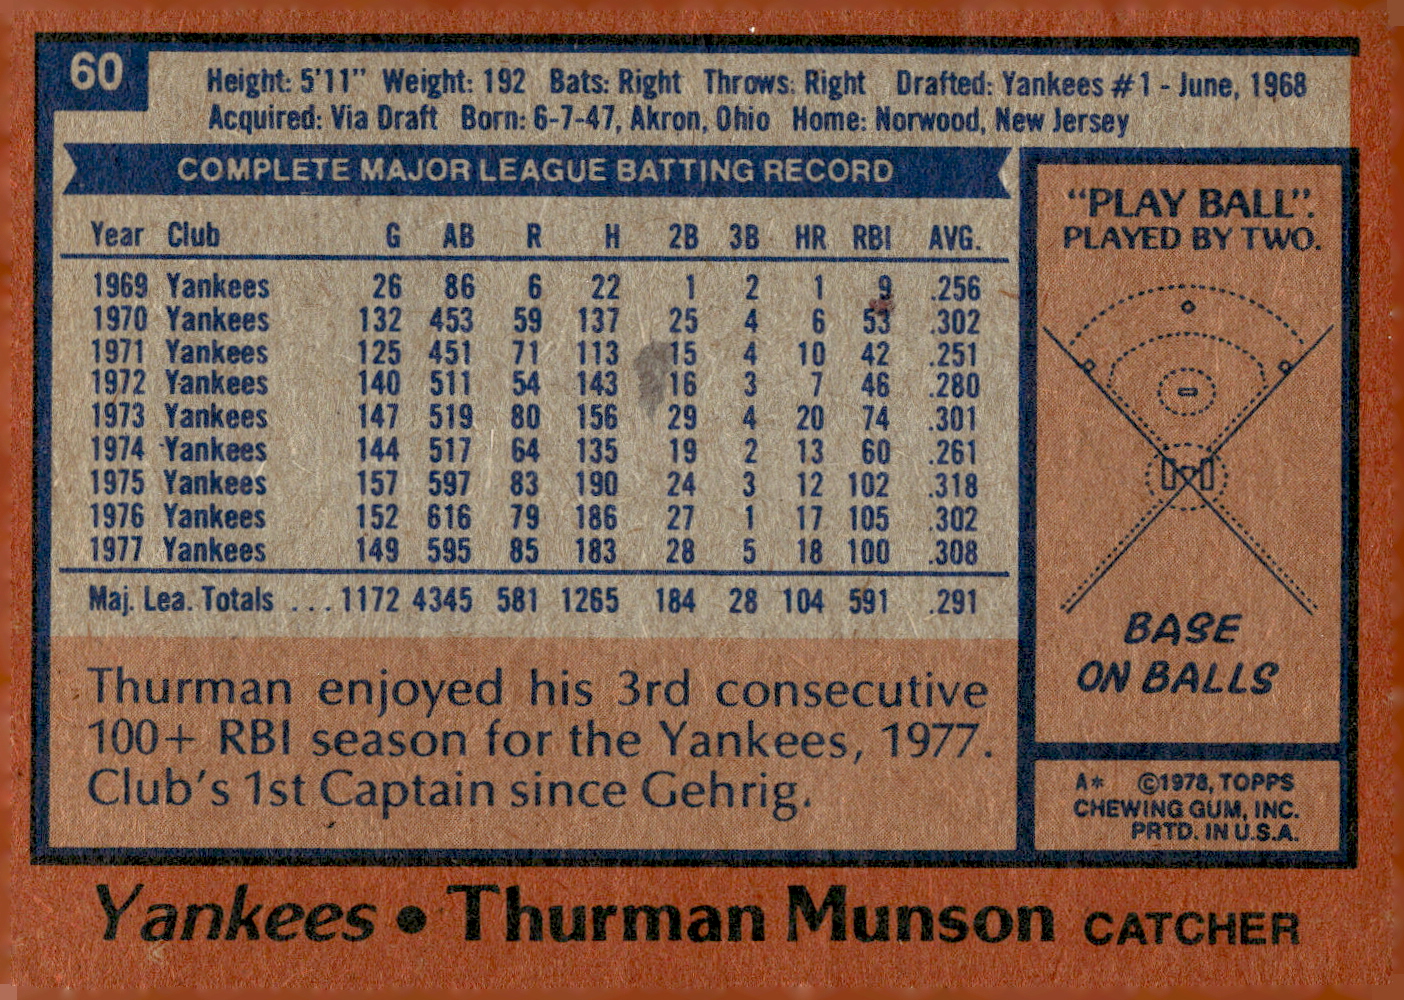 60
Height: 5'11" Weight: 192 Bats: Right Throws: Right Drafted: Yankees #1 - June, 1968
Acquired: Via Draft Born: 6-7-47, Akron, Ohio Home: Norwood, New Jersey
COMPLETE MAJOR LEAGUE BATTING RECORD
Year Club G AB R H 2B 3B HR RBI AVG.
1969 Yankees 26 86 6 22 1 2 1 9 .256
1970 Yankees 132 453 59 137 25 4 6 53 .302
1971 Yankees 125 451 71 113 15 4 10 42 .251
1972 Yankees 140 511 54 143 16 3 7 46 .280
1973 Yankees 147 519 80 156 29 4 20 74 .301
1974 Yankees 144 517 64 135 19 2 13 60 .261
1975 Yankees 157 597 83 190 24 3 12 102 .318
1976 Yankees 152 616 79 186 27 1 17 105 .302
1977 Yankees 149 595 85 183 28 5 18 100 .308
Maj. Lea. Totals ... 1172 4345 581 1265 184 28 104 591 .291
Thurman enjoyed his 3rd consecutive
100+ RBI season for the Yankees, 1977.
Club's 1st Captain since Gehrig.
"PLAY BALL".
PLAYED BY TWO.
BASE
ON BALLS
A* ©1978, TOPPS
CHEWING GUM, INC.
PRTD. IN U.S.A.
Yankees • Thurman Munson CATCHER